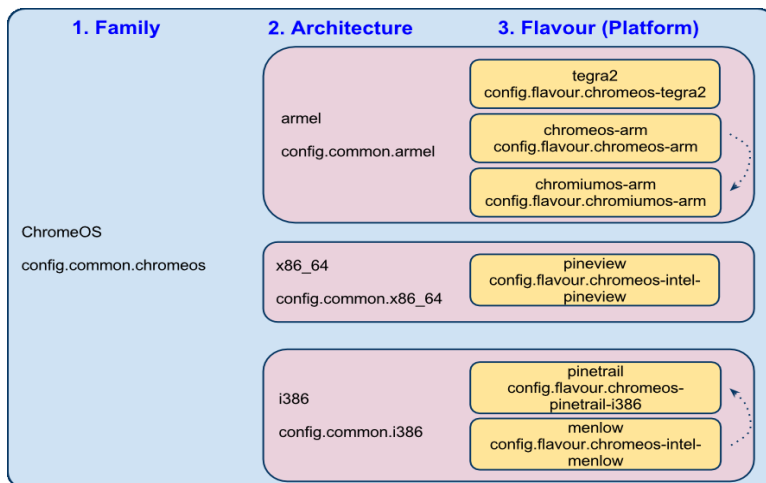 1. Family
2. Architecture
3. Flavour (Platform)
ChromeOS
config.common.chromeos
armel
config.common.armel
tegra2
config.flavour.chromeos-tegra2
chromeos-arm
config.flavour.chromeos-arm
chromiumos-arm
config.flavour.chromiumos-arm
x86_64
config.common.x86_64
pineview
config.flavour.chromeos-intel-
pineview
i386
config.common.i386
pinetrail
config.flavour.chromeos-
pinetrail-i386
menlow
config.flavour.chromeos-intel-
menlow